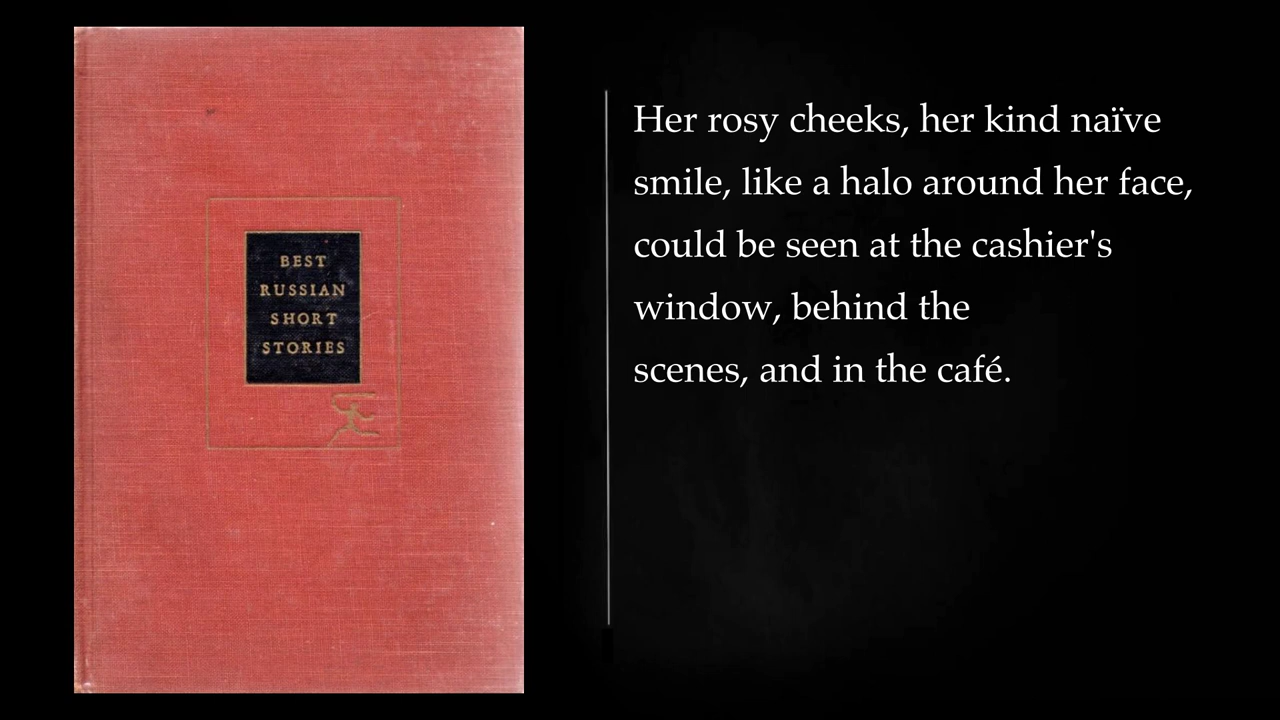 BEST
RUSSIAN
SHORT
STORIES
Her rosy cheeks, her kind naïve
smile, like a halo around her face,
could be seen at the cashier's
window, behind the
scenes, and in the café.